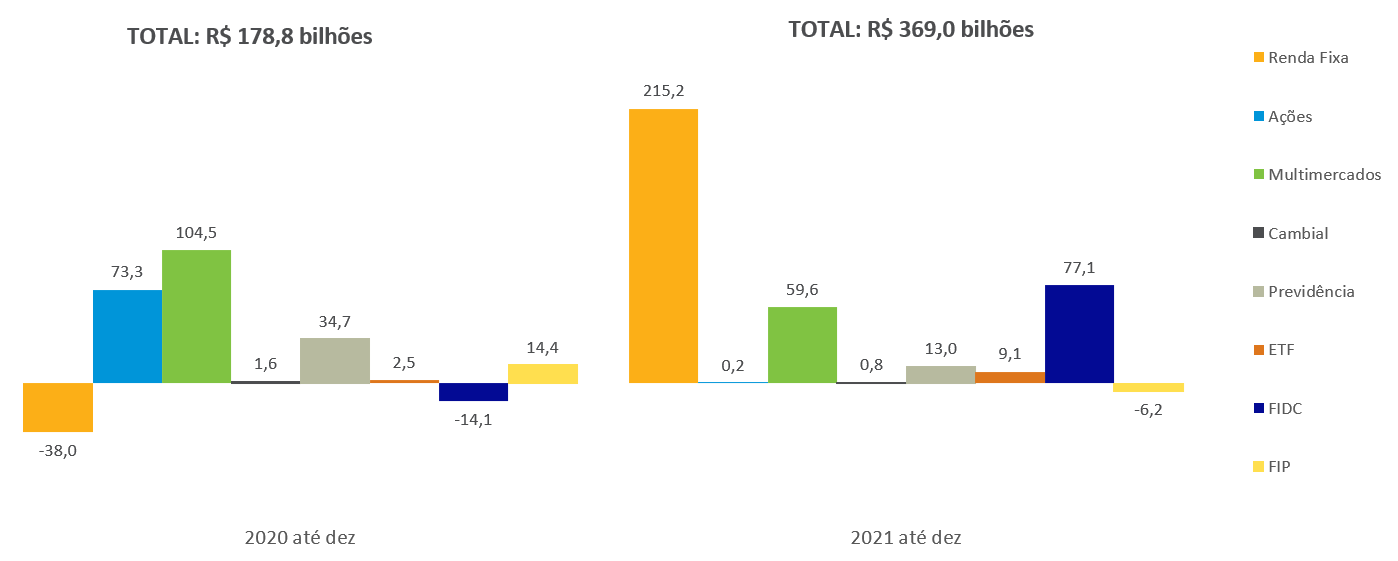 TOTAL: R$ 178,8 bilhões
-38,0
73,3
104,5
1,6
34,7
2,5
-14,1
14,4
2020 até dez
TOTAL: R$ 369,0 bilhões
215,2
0,2
59,6
0,8
13,0
9,1
77,1
-6,2
2021 até dez
Renda Fixa
Ações
Multimercados
Cambial
Previdência
ETF
FIDC
FIP